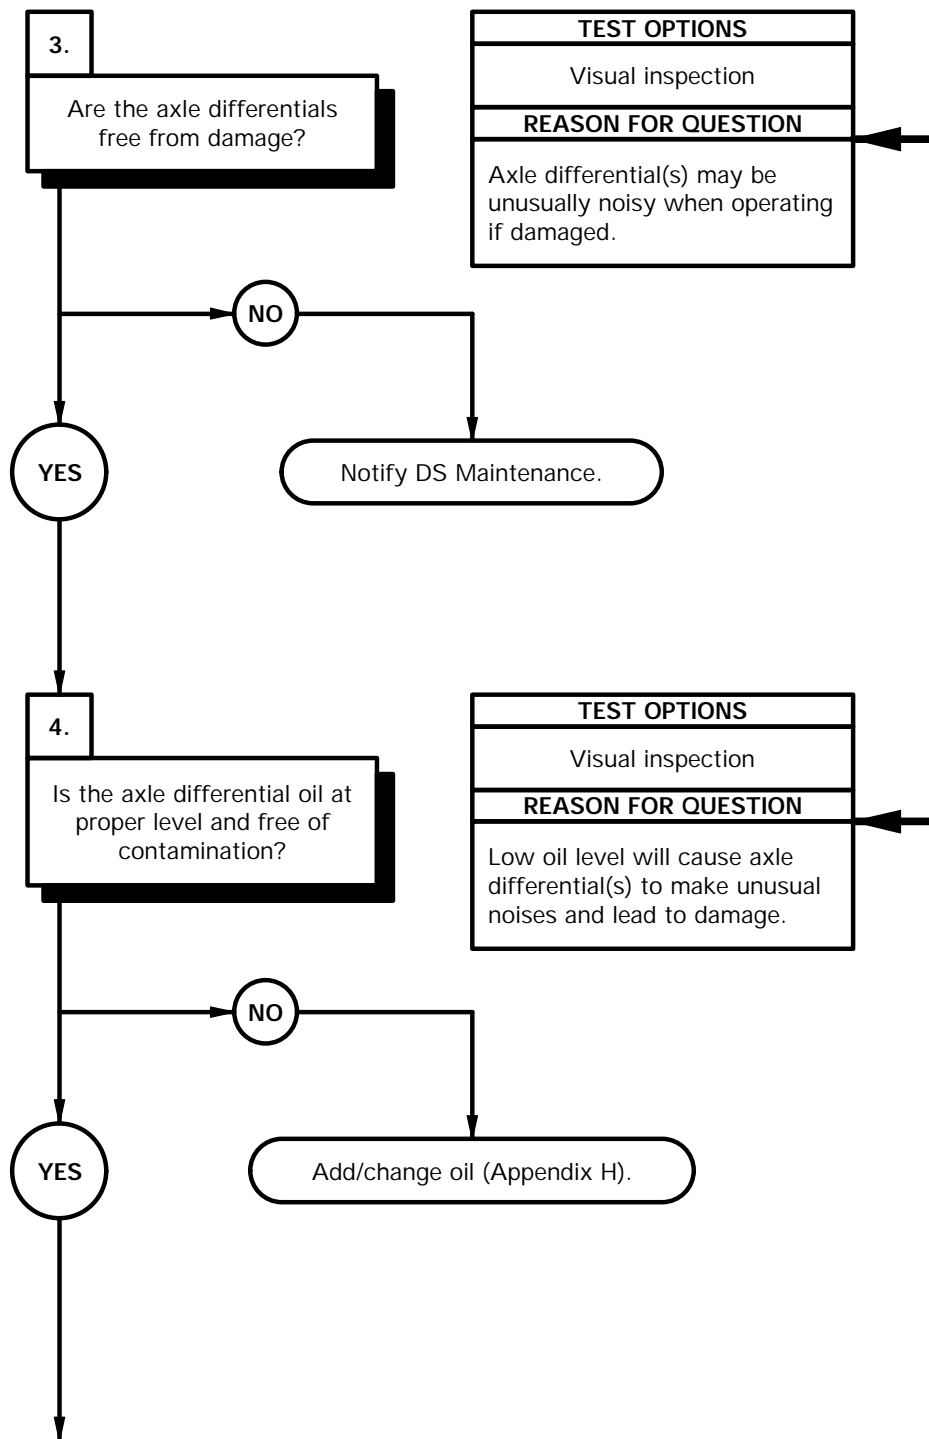 3.
Are the axle differentials
free from damage?
TEST OPTIONS
Visual inspection
REASON FOR QUESTION
Axle differential(s) may be
unusually noisy when operating
if damaged.
NO
YES
Notify DS Maintenance.
4.
Is the axle differential oil at
proper level and free of
contamination?
TEST OPTIONS
Visual inspection
REASON FOR QUESTION
Low oil level will cause axle
differential(s) to make unusual
noises and lead to damage.
NO
YES
Add/change oil (Appendix H).